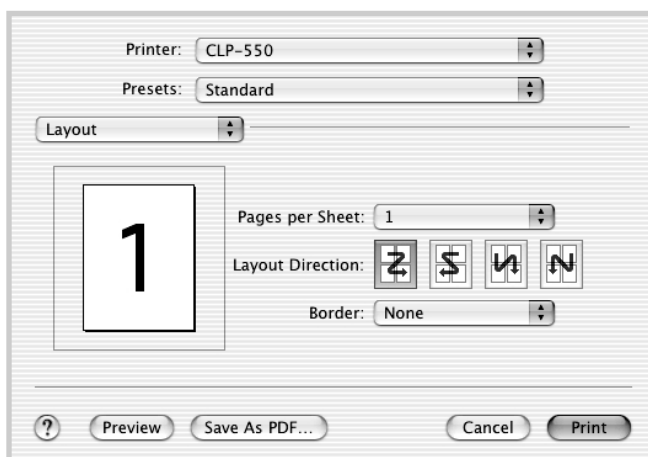 Printer: CLP-550
Presets: Standard
Layout
1
Pages per Sheet: 1
Layout Direction:
Border: None
? Preview Save As PDF... Cancel Print